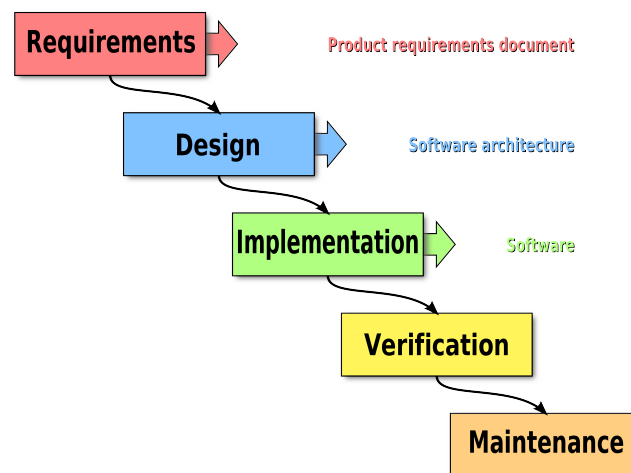 Requirements
Product requirements document
Design
Software architecture
Implementation
Software
Verification
Maintenance